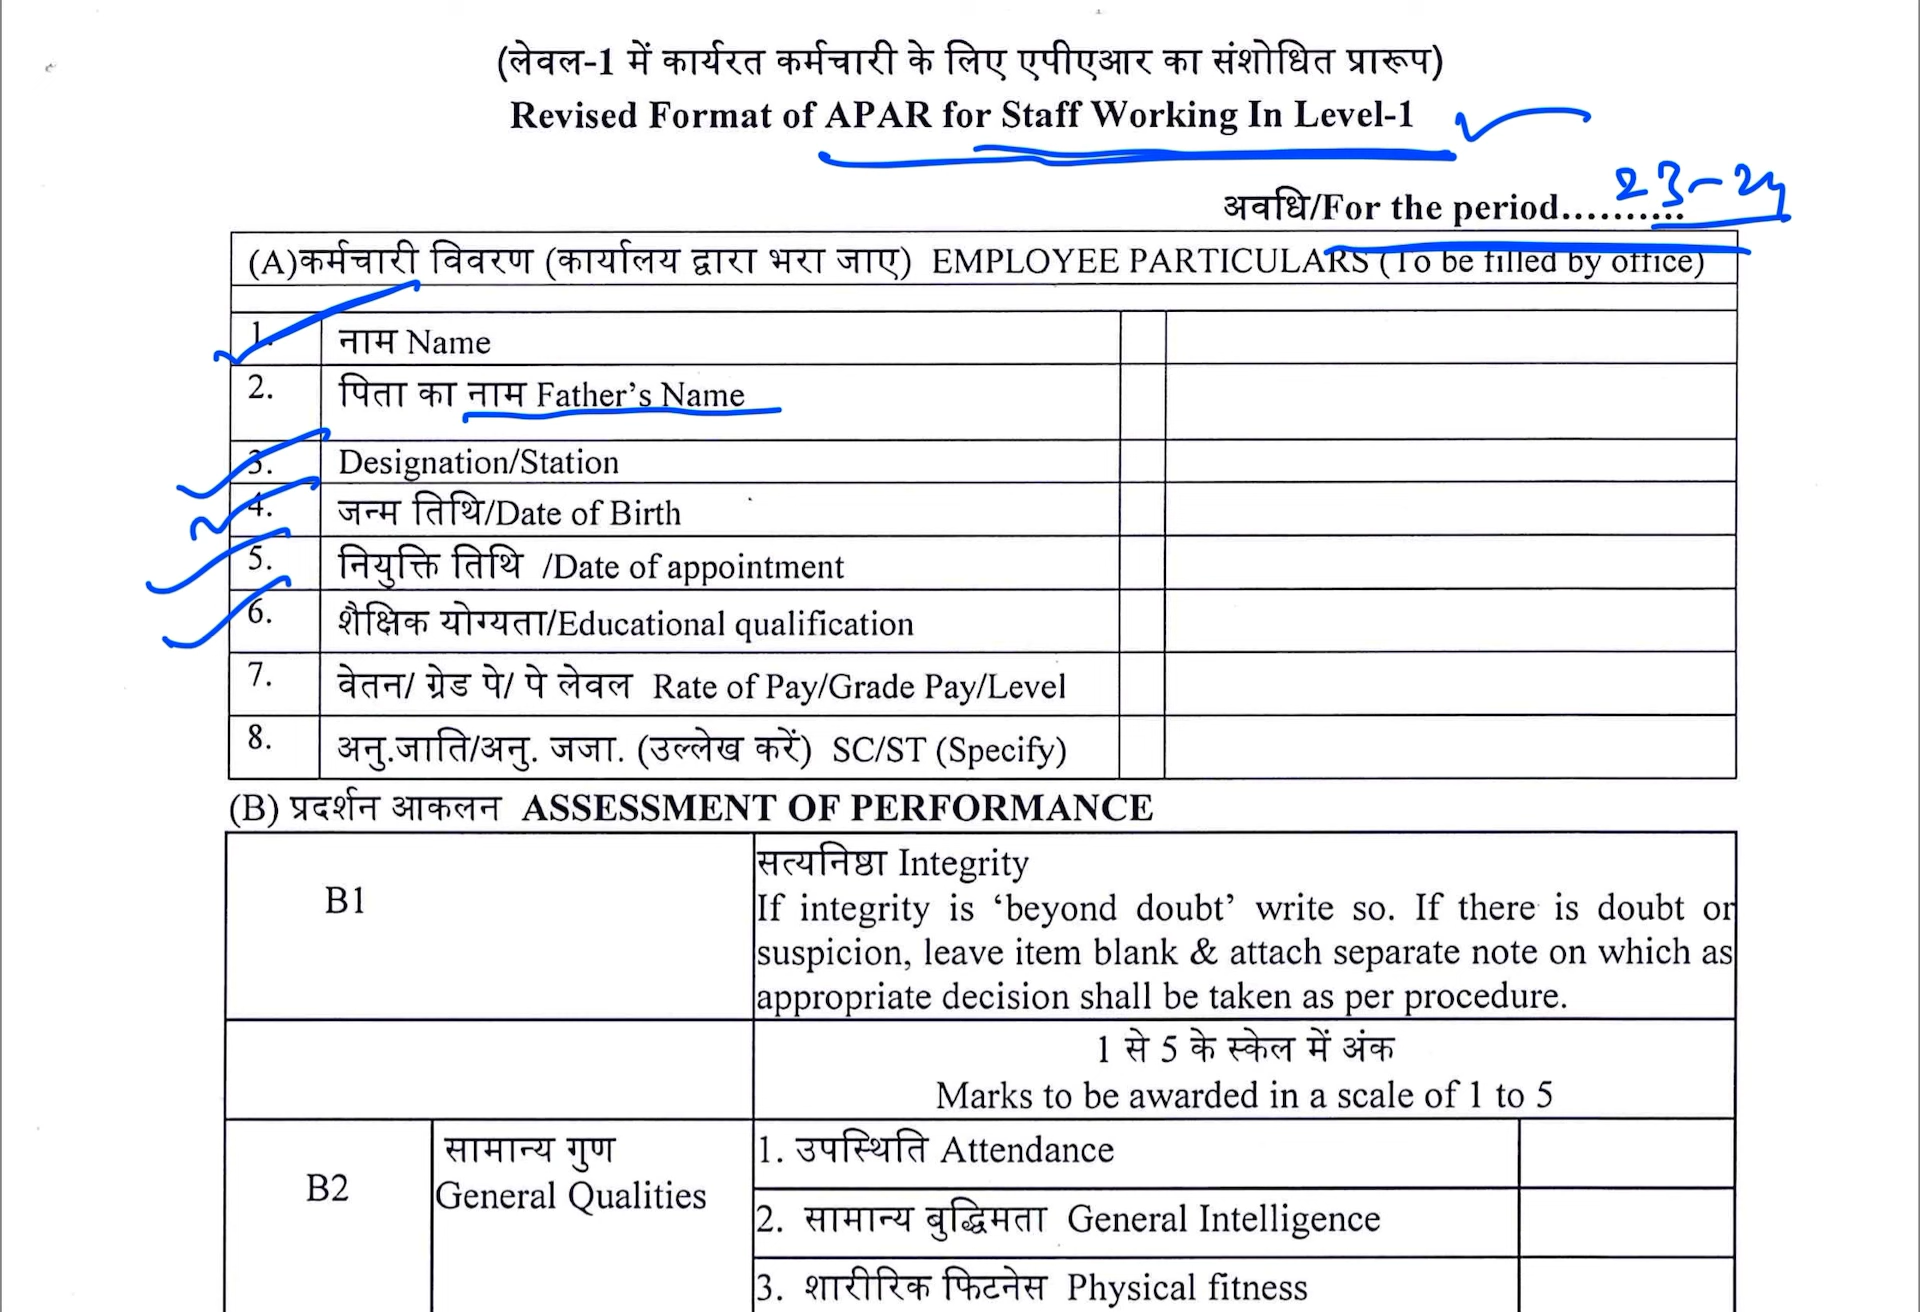 (लेवल-1 में कार्यरत कर्मचारी के लिए एपीएआर का संशोधित प्रारूप)
Revised Format of APAR for Staff Working In Level-1
अवधि/For the period.......... 23-24
(A)कर्मचारी विवरण (कार्यालय द्वारा भरा जाए) EMPLOYEE PARTICULARS (To be filled by office)
1. नाम Name
2. पिता का नाम Father's Name
3. Designation/Station
4. जन्म तिथि/Date of Birth
5. नियुक्ति तिथि /Date of appointment
6. शैक्षिक योग्यता/Educational qualification
7. वेतन/ ग्रेड पे/ पे लेवल Rate of Pay/Grade Pay/Level
8. अनु.जाति/अनु. जजा. (उल्लेख करें) SC/ST (Specify)
(B) प्रदर्शन आकलन ASSESSMENT OF PERFORMANCE
B1
सत्यनिष्ठा Integrity
If integrity is ‘beyond doubt’ write so. If there is doubt or
suspicion, leave item blank & attach separate note on which as
appropriate decision shall be taken as per procedure.
1 से 5 के स्केल में अंक
Marks to be awarded in a scale of 1 to 5
B2
सामान्य गुण
General Qualities
1. उपस्थिति Attendance
2. सामान्य बुद्धिमता General Intelligence
3. शारीरिक फिटनेस Physical fitness